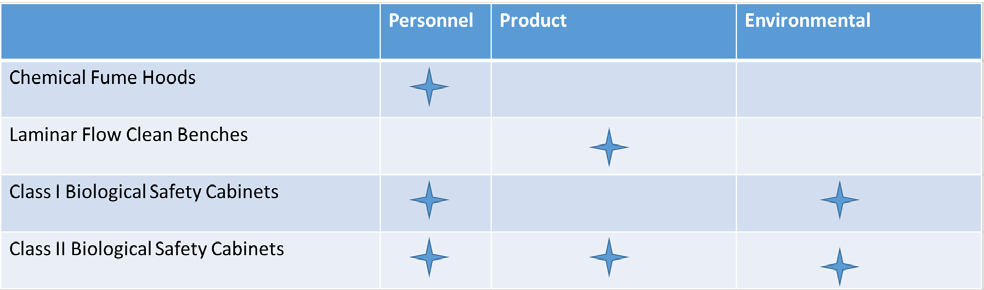 Personnel Product Environmental
Chemical Fume Hoods
Laminar Flow Clean Benches
Class I Biological Safety Cabinets
Class II Biological Safety Cabinets